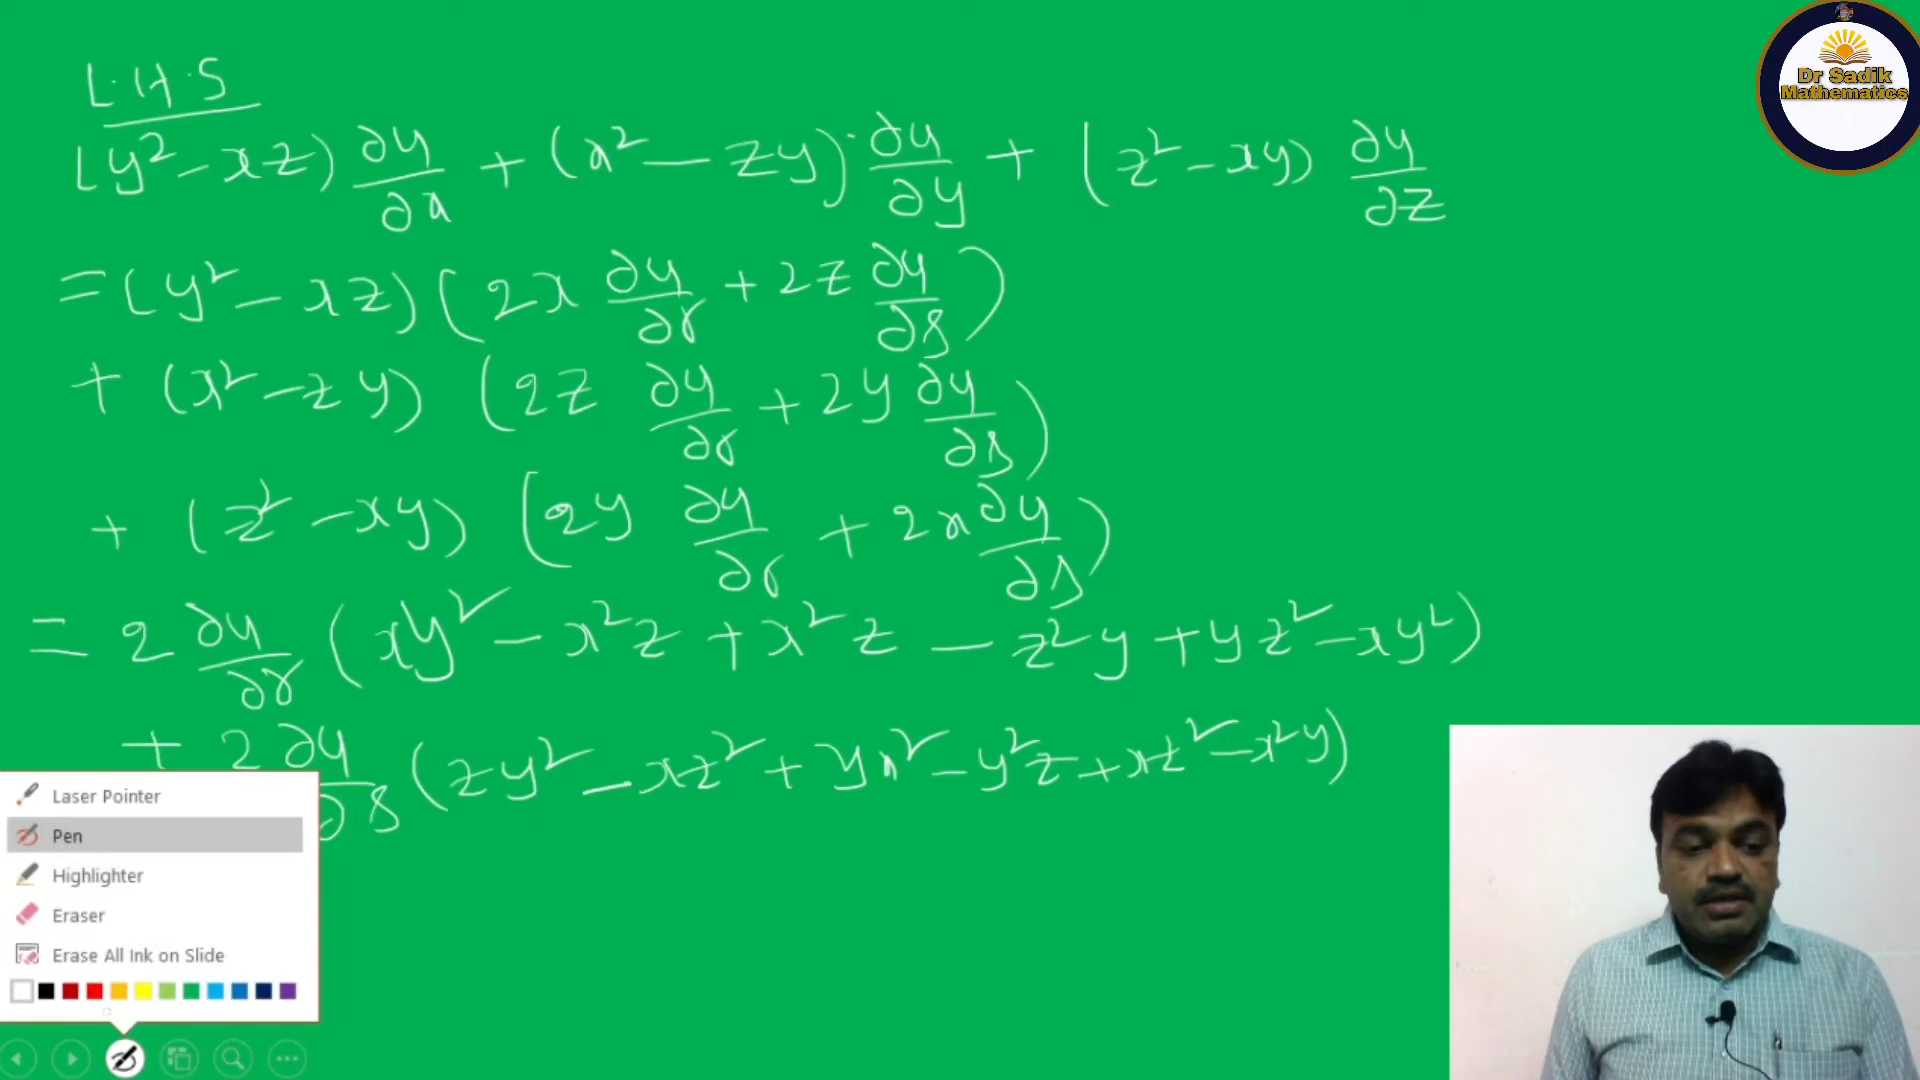 L.H.S
(y² - xz) ∂u/∂x + (x² - zy) · ∂u/∂y + (z² - xy) ∂u/∂z
= (y² - xz) (2x ∂u/∂r + 2z ∂u/∂s)
+ (x² - zy) (2z ∂u/∂r + 2y ∂u/∂s)
+ (z² - xy) (2y ∂u/∂r + 2x ∂u/∂s)
= 2 ∂u/∂r (xy² - x²z + x²z - z²y + yz² - xy²)
+ 2 ∂u/∂s (zy² - xz² + yx² - y²z + xz² - x²y)
Dr Sadik
Mathematics
Laser Pointer
Pen
Highlighter
Eraser
Erase All Ink on Slide